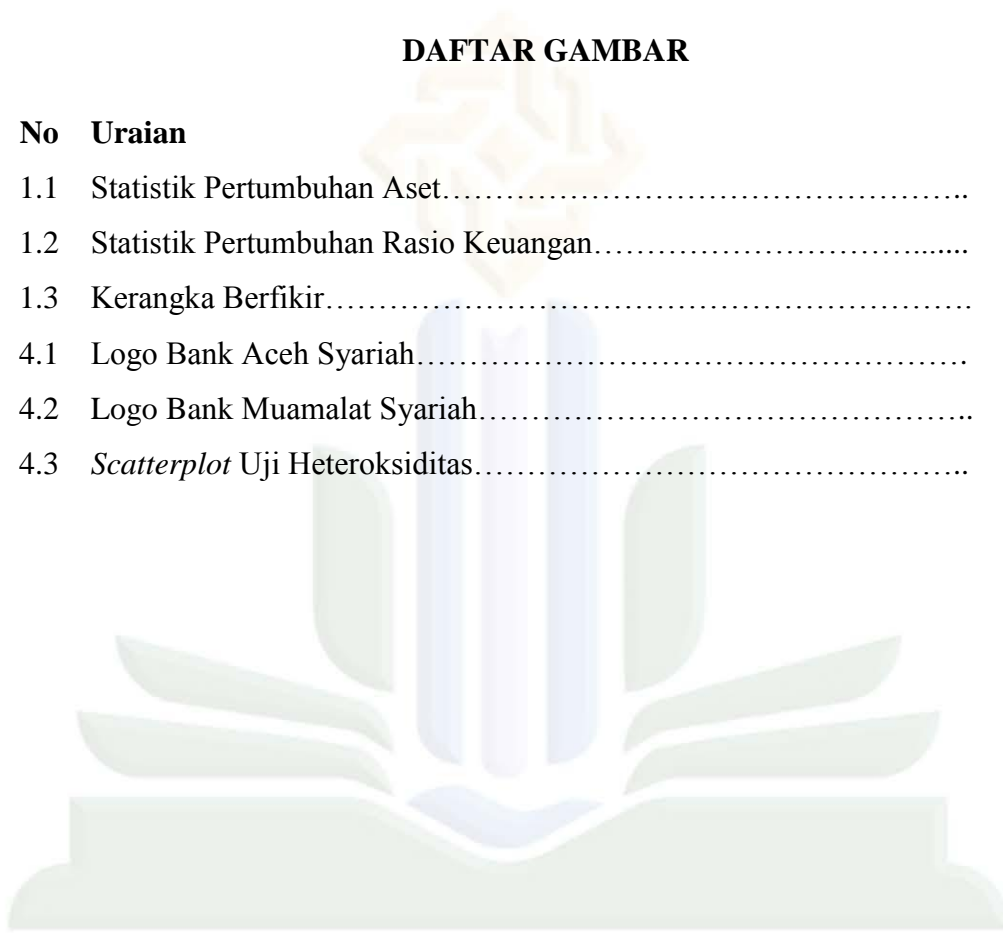 DAFTAR GAMBAR
No Uraian
1.1 Statistik Pertumbuhan Aset…………………………………………..
1.2 Statistik Pertumbuhan Rasio Keuangan………………………….......
1.3 Kerangka Berfikir…………………………………………………….
4.1 Logo Bank Aceh Syariah…………………………………………….
4.2 Logo Bank Muamalat Syariah………………………………………..
4.3 Scatterplot Uji Heteroksiditas………………………………………..